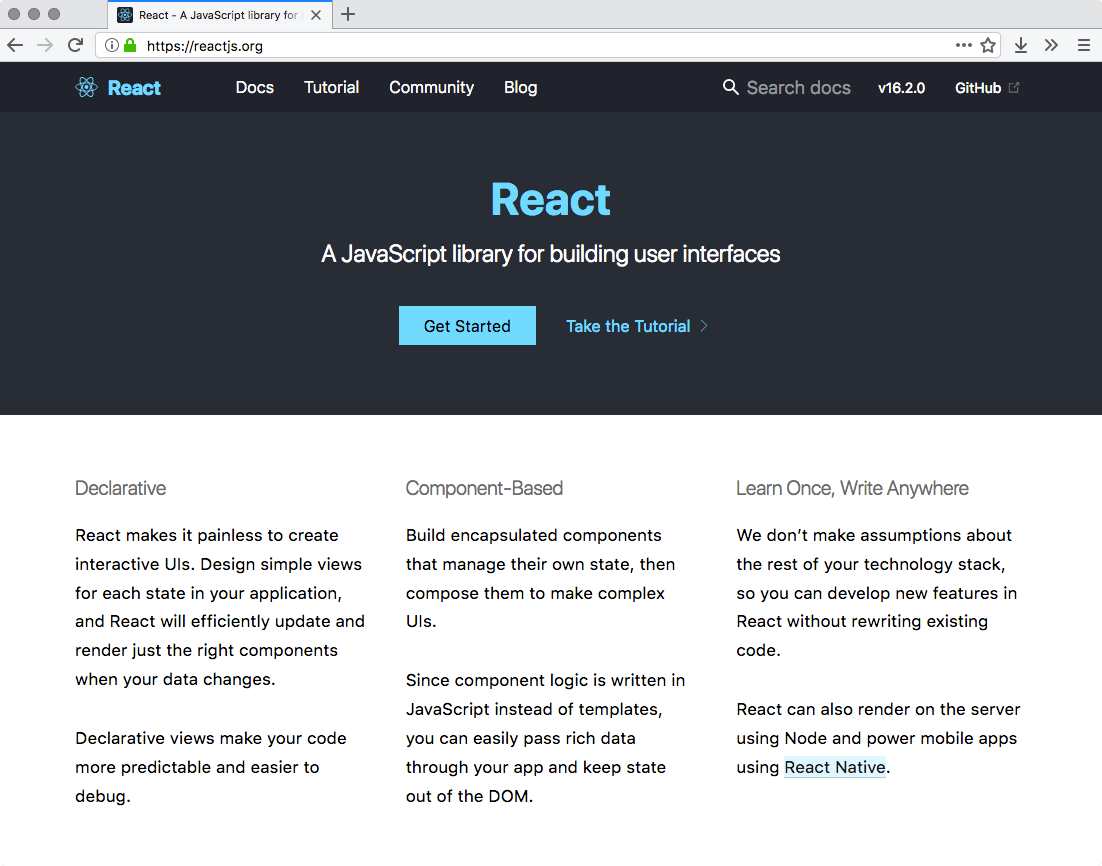 React - A JavaScript library for
https://reactjs.org
React
Docs
Tutorial
Community
Blog
Search docs
v16.2.0
GitHub
React
A JavaScript library for building user interfaces
Get Started
Take the Tutorial
Declarative
React makes it painless to create
interactive UIs. Design simple views
for each state in your application,
and React will efficiently update and
render just the right components
when your data changes.
Declarative views make your code
more predictable and easier to
debug.
Component-Based
Build encapsulated components
that manage their own state, then
compose them to make complex
UIs.
Since component logic is written in
JavaScript instead of templates,
you can easily pass rich data
through your app and keep state
out of the DOM.
Learn Once, Write Anywhere
We don’t make assumptions about
the rest of your technology stack,
so you can develop new features in
React without rewriting existing
code.
React can also render on the server
using Node and power mobile apps
using React Native.